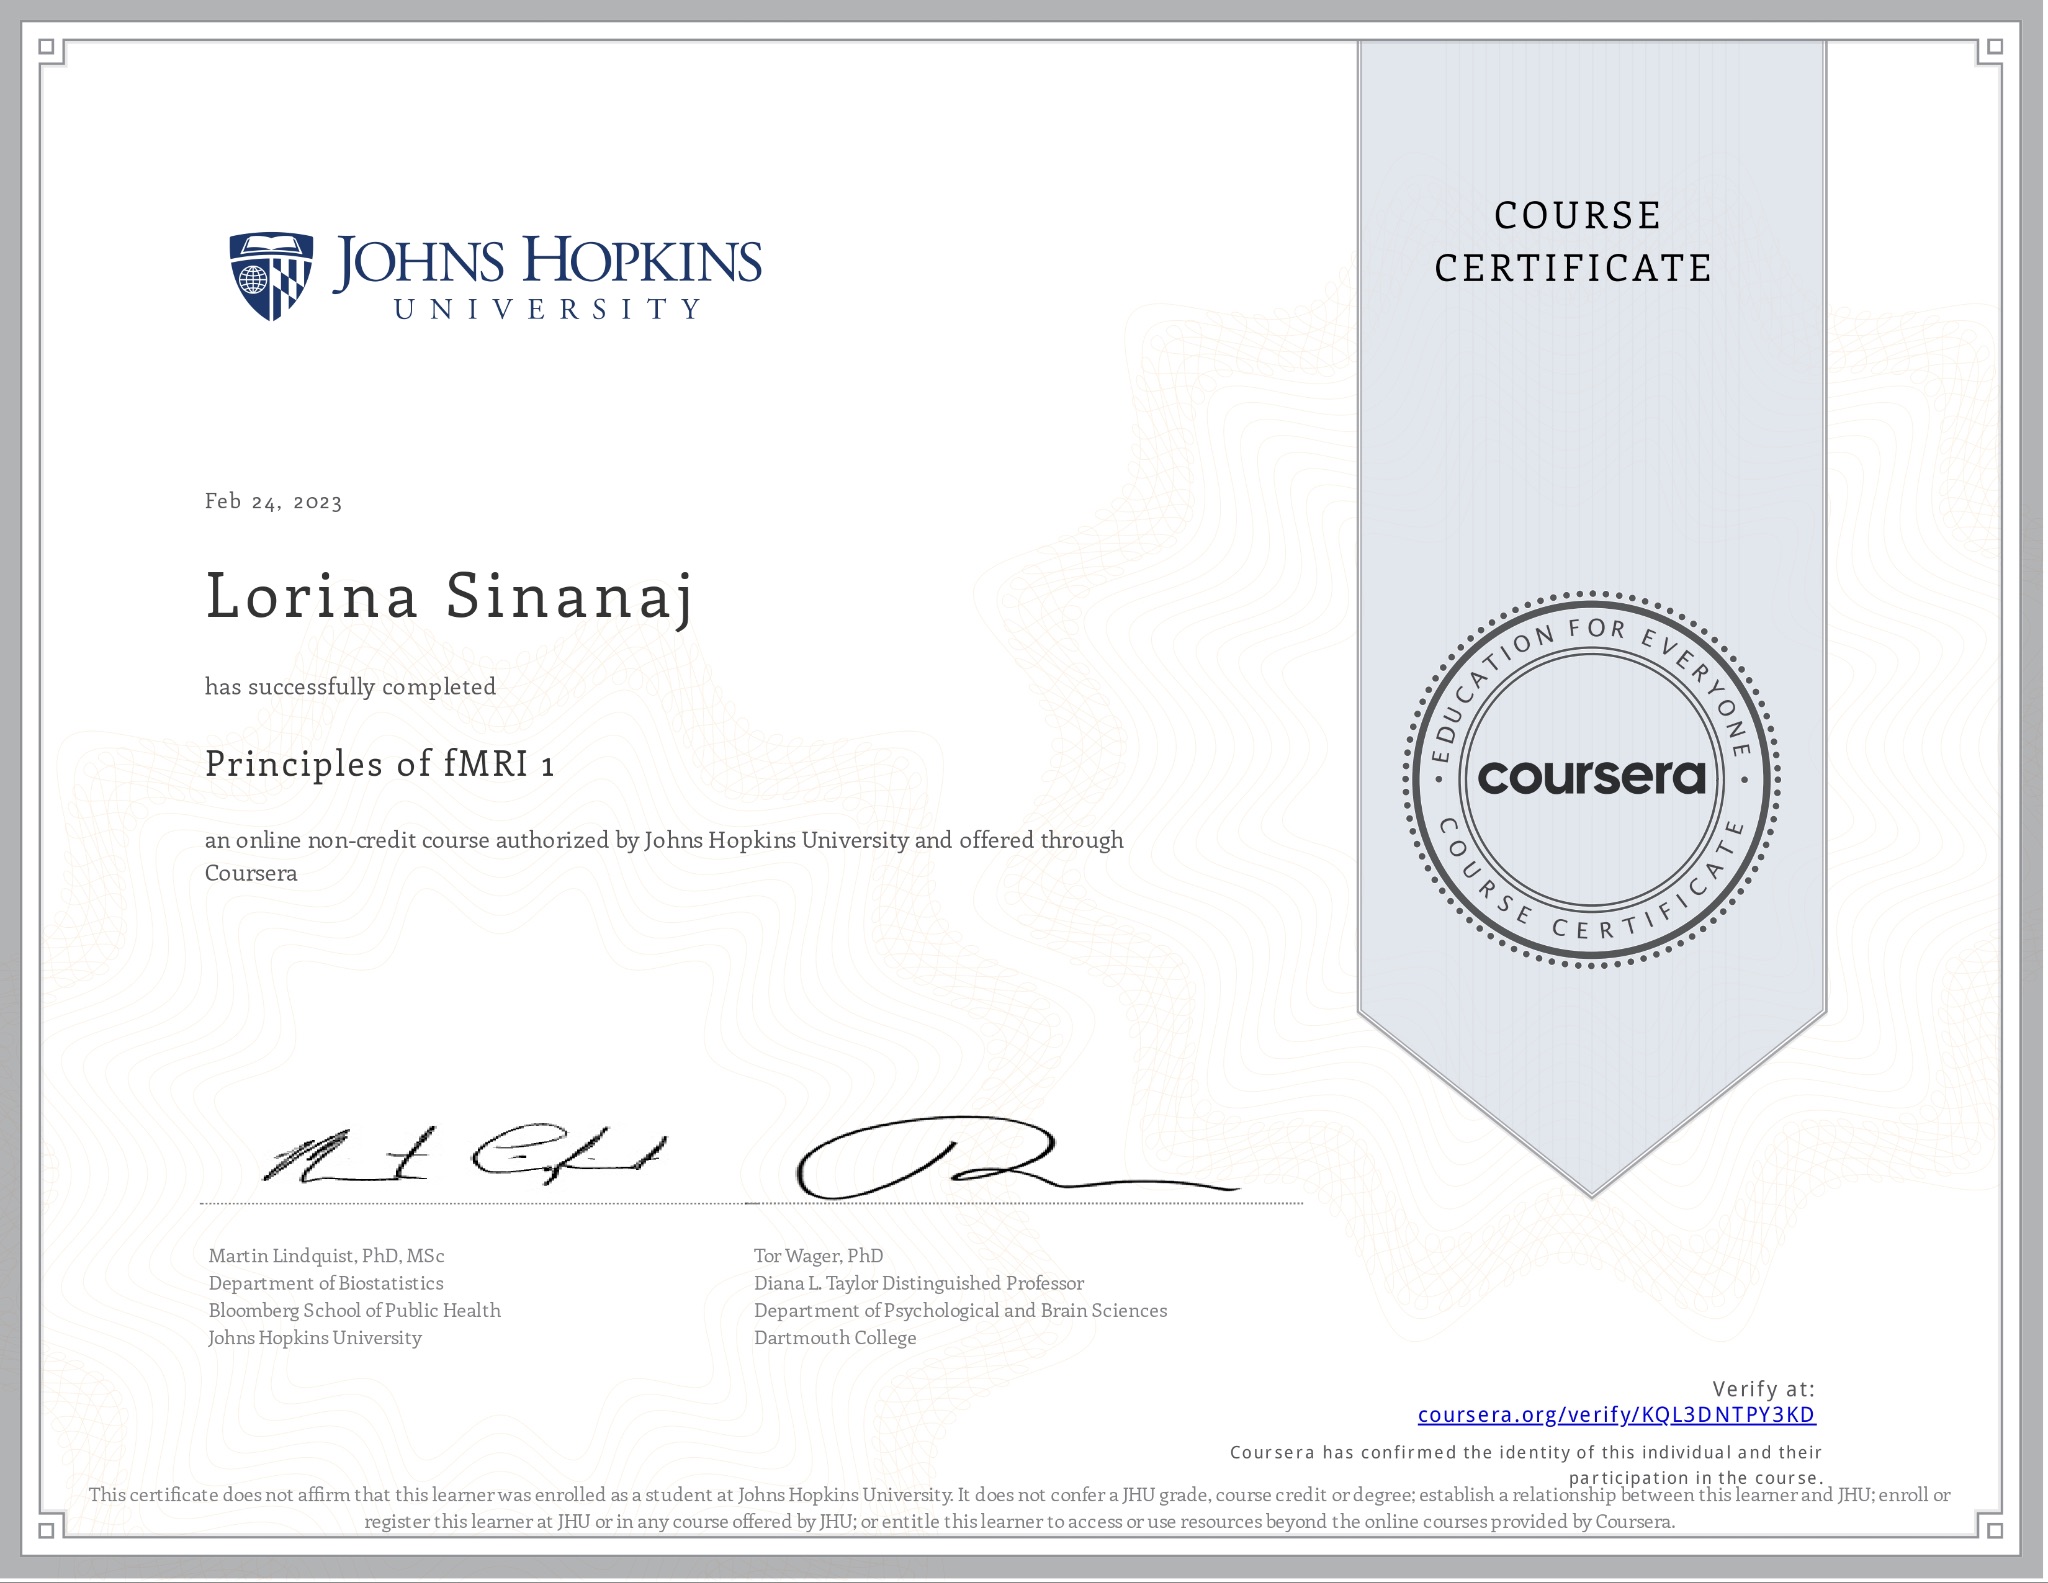 JOHNS HOPKINS
UNIVERSITY
COURSE
CERTIFICATE
Feb 24, 2023
Lorina Sinanaj
has successfully completed
Principles of fMRI 1
an online non-credit course authorized by Johns Hopkins University and offered through
Coursera
EDUCATION FOR EVERYONE
coursera
COURSE CERTIFICATE
Martin Lindquist, PhD, MSc
Department of Biostatistics
Bloomberg School of Public Health
Johns Hopkins University
Tor Wager, PhD
Diana L. Taylor Distinguished Professor
Department of Psychological and Brain Sciences
Dartmouth College
Verify at:
coursera.org/verify/KQL3DNTPY3KD
Coursera has confirmed the identity of this individual and their
participation in the course.
This certificate does not affirm that this learner was enrolled as a student at Johns Hopkins University. It does not confer a JHU grade, course credit or degree; establish a relationship between this learner and JHU; enroll or
register this learner at JHU or in any course offered by JHU; or entitle this learner to access or use resources beyond the online courses provided by Coursera.